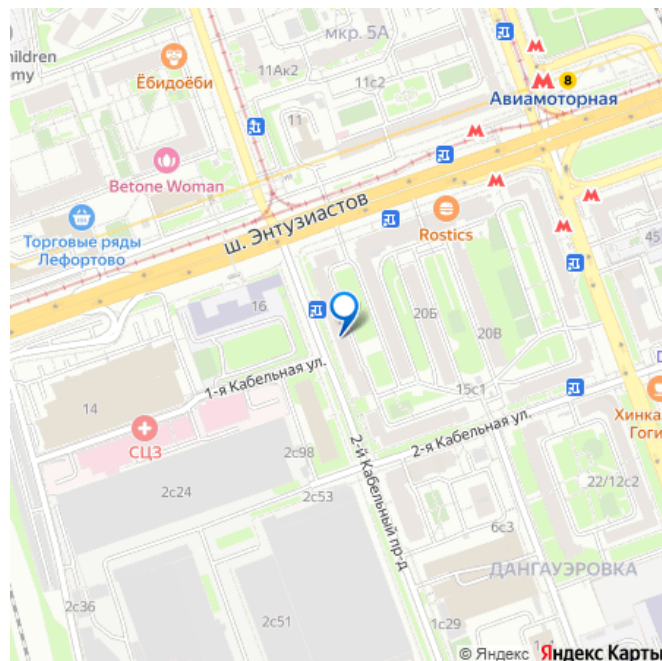 мкр. 5А
hildren
emy
Ёбидоёби
11Ак2
11с2
8
Авиамоторная
11
Betone Woman
ш. Энтузиастов
Торговые ряды
Лефортово
Rostics
45
16
20Б
20В
1-я Кабельная ул.
15с1
14
СЦЗ
2с98
2-я Кабельная ул.
Хинка
Гоги
2-й Кабельный пр-д
2с24
2с53
22/12с2
6с3
ДАНГАУЭРОВКА
2с36
2с51
1с29
© Яндекс Яндекс Карты